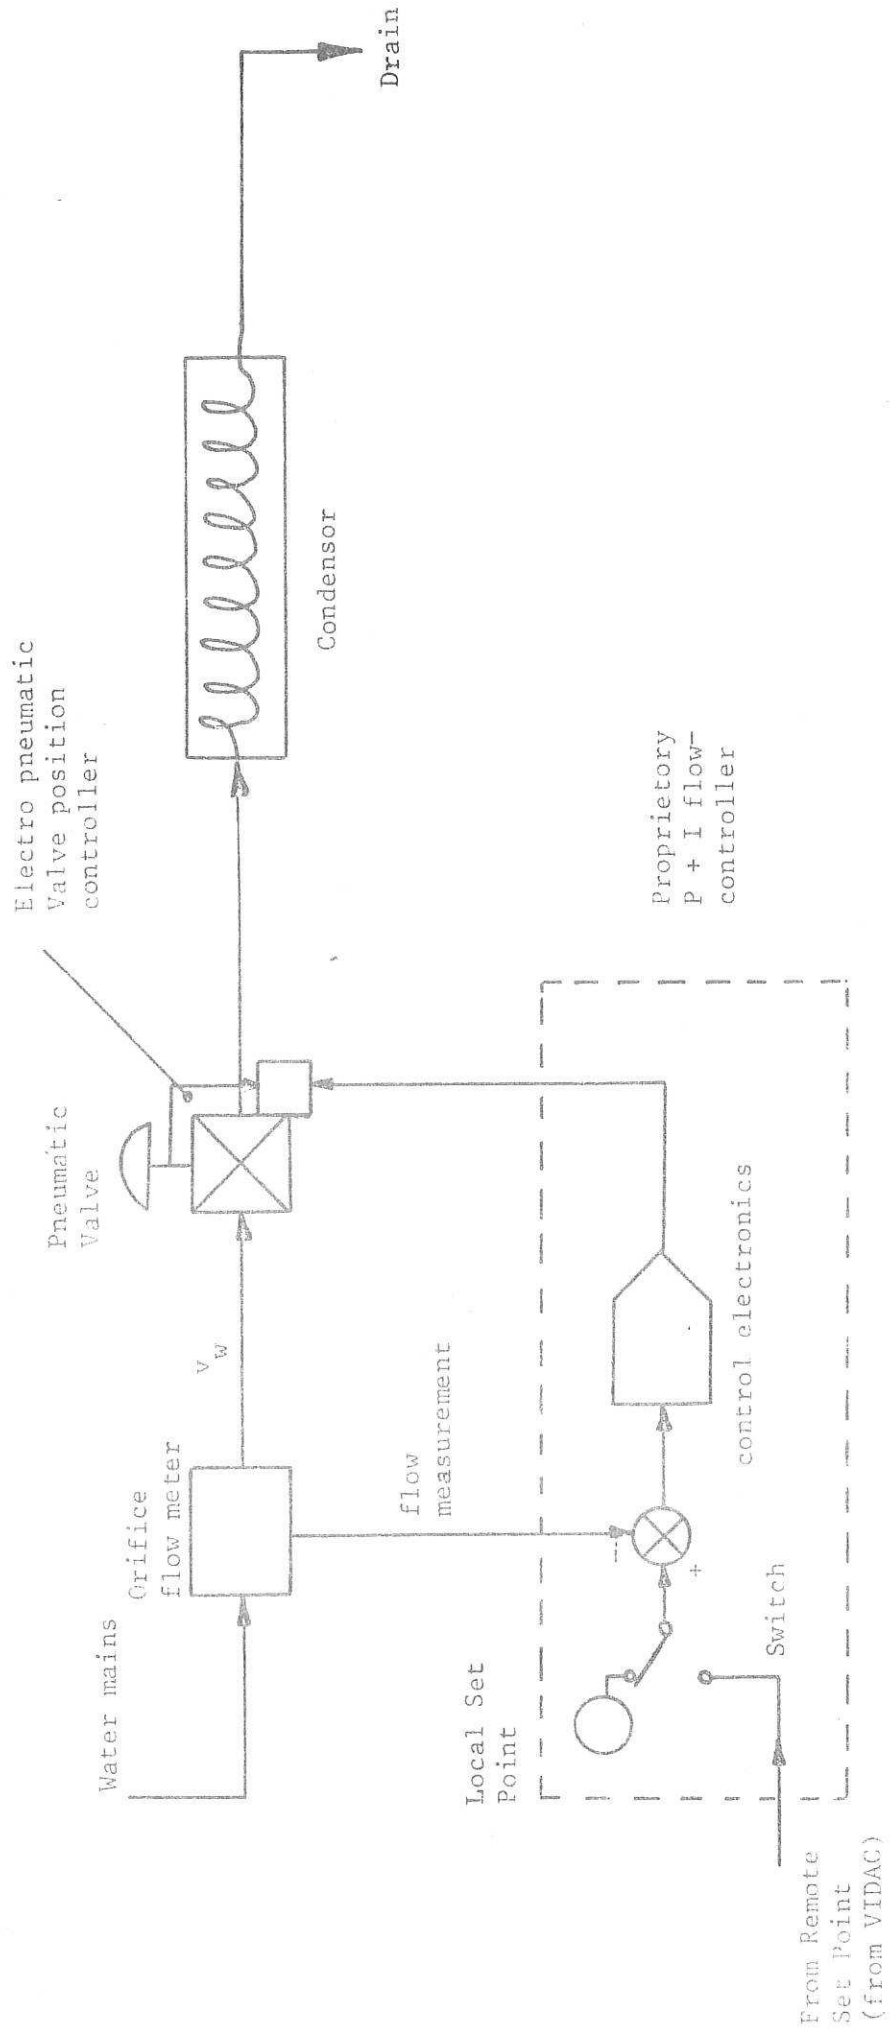 Water mains
Orifice
flow meter
v w
Pneumatic
Valve
Electro pneumatic
Valve position
controller
Condensor
Drain
flow
measurement
Local Set
Point
--
+
Switch
control electronics
Proprietory
P + I flow-
controller
From Remote
Set Point
(from VIDAC)